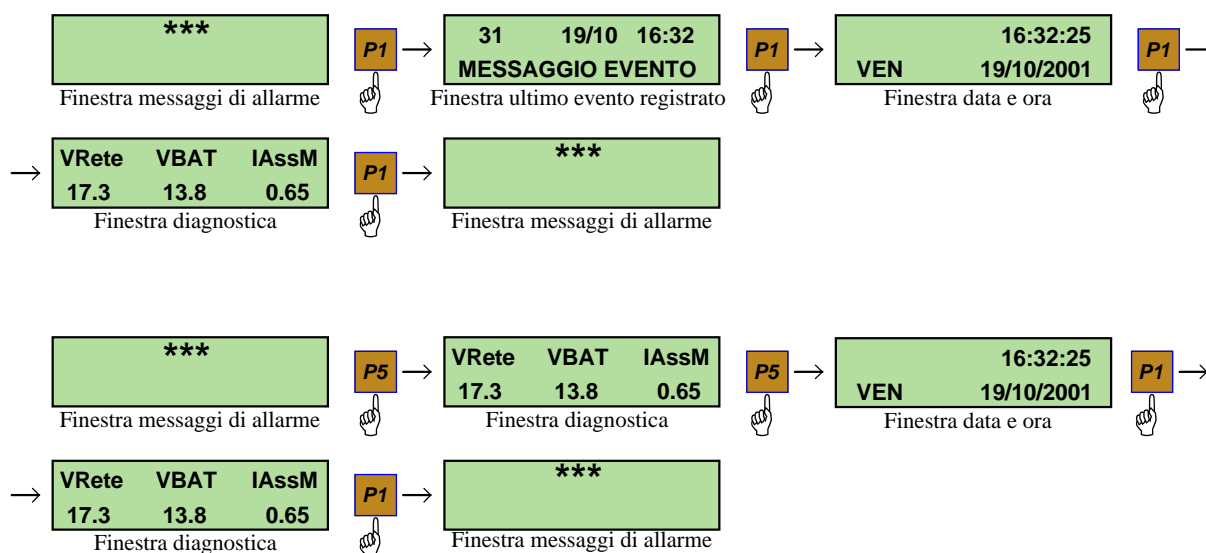 ***
P1
31 19/10 16:32
MESSAGGIO EVENTO
P1
16:32:25
VEN 19/10/2001
P1
Finestra messaggi di allarme
Finestra ultimo evento registrato
Finestra data e ora
VRete VBAT IAssM
17.3 13.8 0.65
P1
***
Finestra diagnostica
Finestra messaggi di allarme
***
P5
VRete VBAT IAssM
17.3 13.8 0.65
P5
16:32:25
VEN 19/10/2001
P1
Finestra messaggi di allarme
Finestra diagnostica
Finestra data e ora
VRete VBAT IAssM
17.3 13.8 0.65
P1
***
Finestra diagnostica
Finestra messaggi di allarme